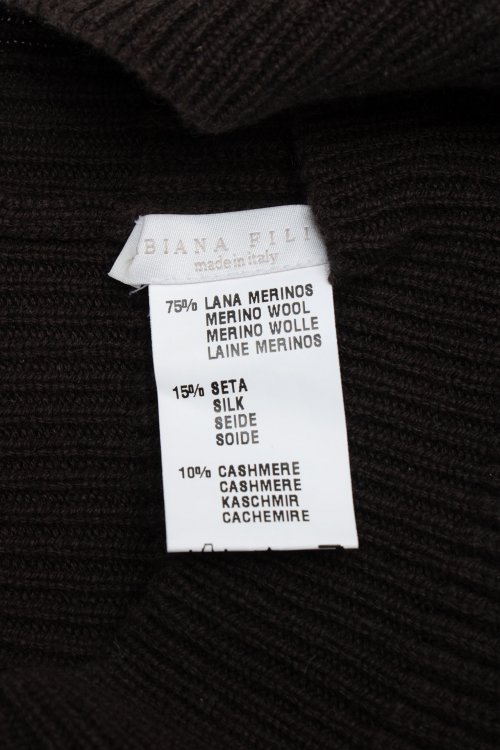 BIANA FILI
made in italy
75% LANA MERINOS
MERINO WOOL
MERINO WOLLE
LAINE MERINOS
15% SETA
SILK
SEIDE
SOIDE
10% CASHMERE
CASHMERE
KASCHMIR
CACHEMIRE